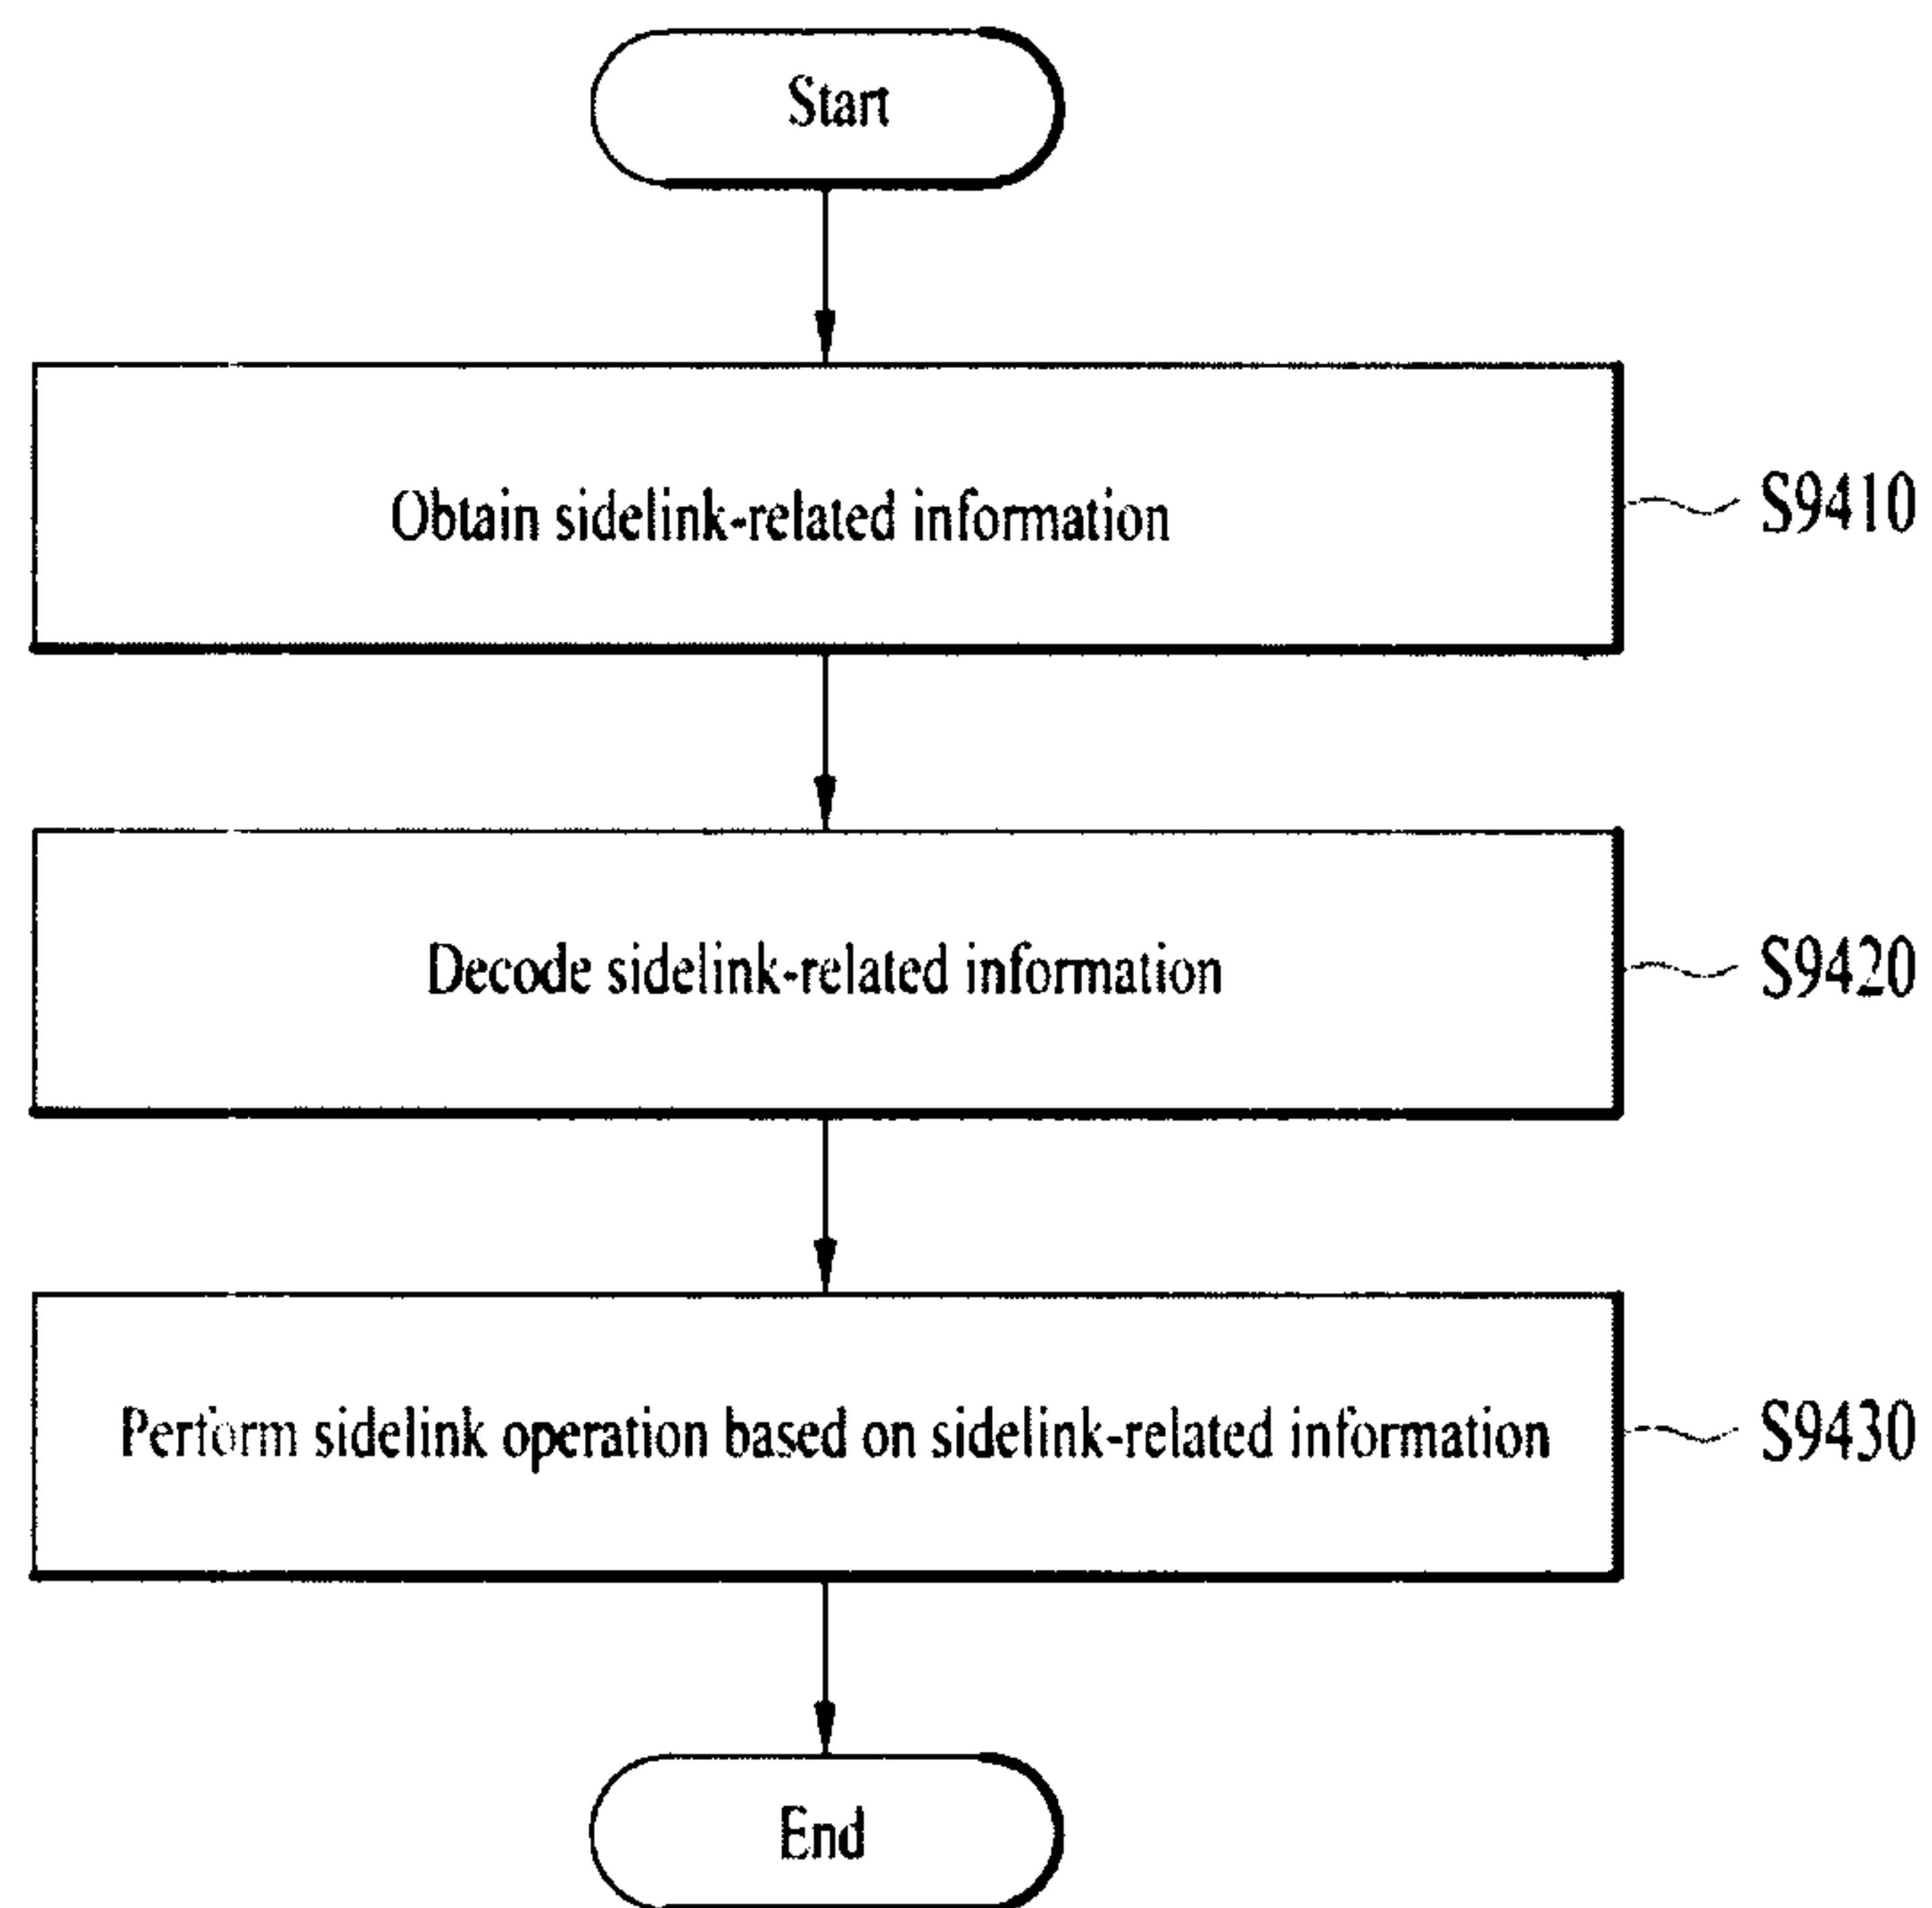 Start
Obtain sidelink-related information
S9410
Decode sidelink-related information
S9420
Perform sidelink operation based on sidelink-related information
S9430
End